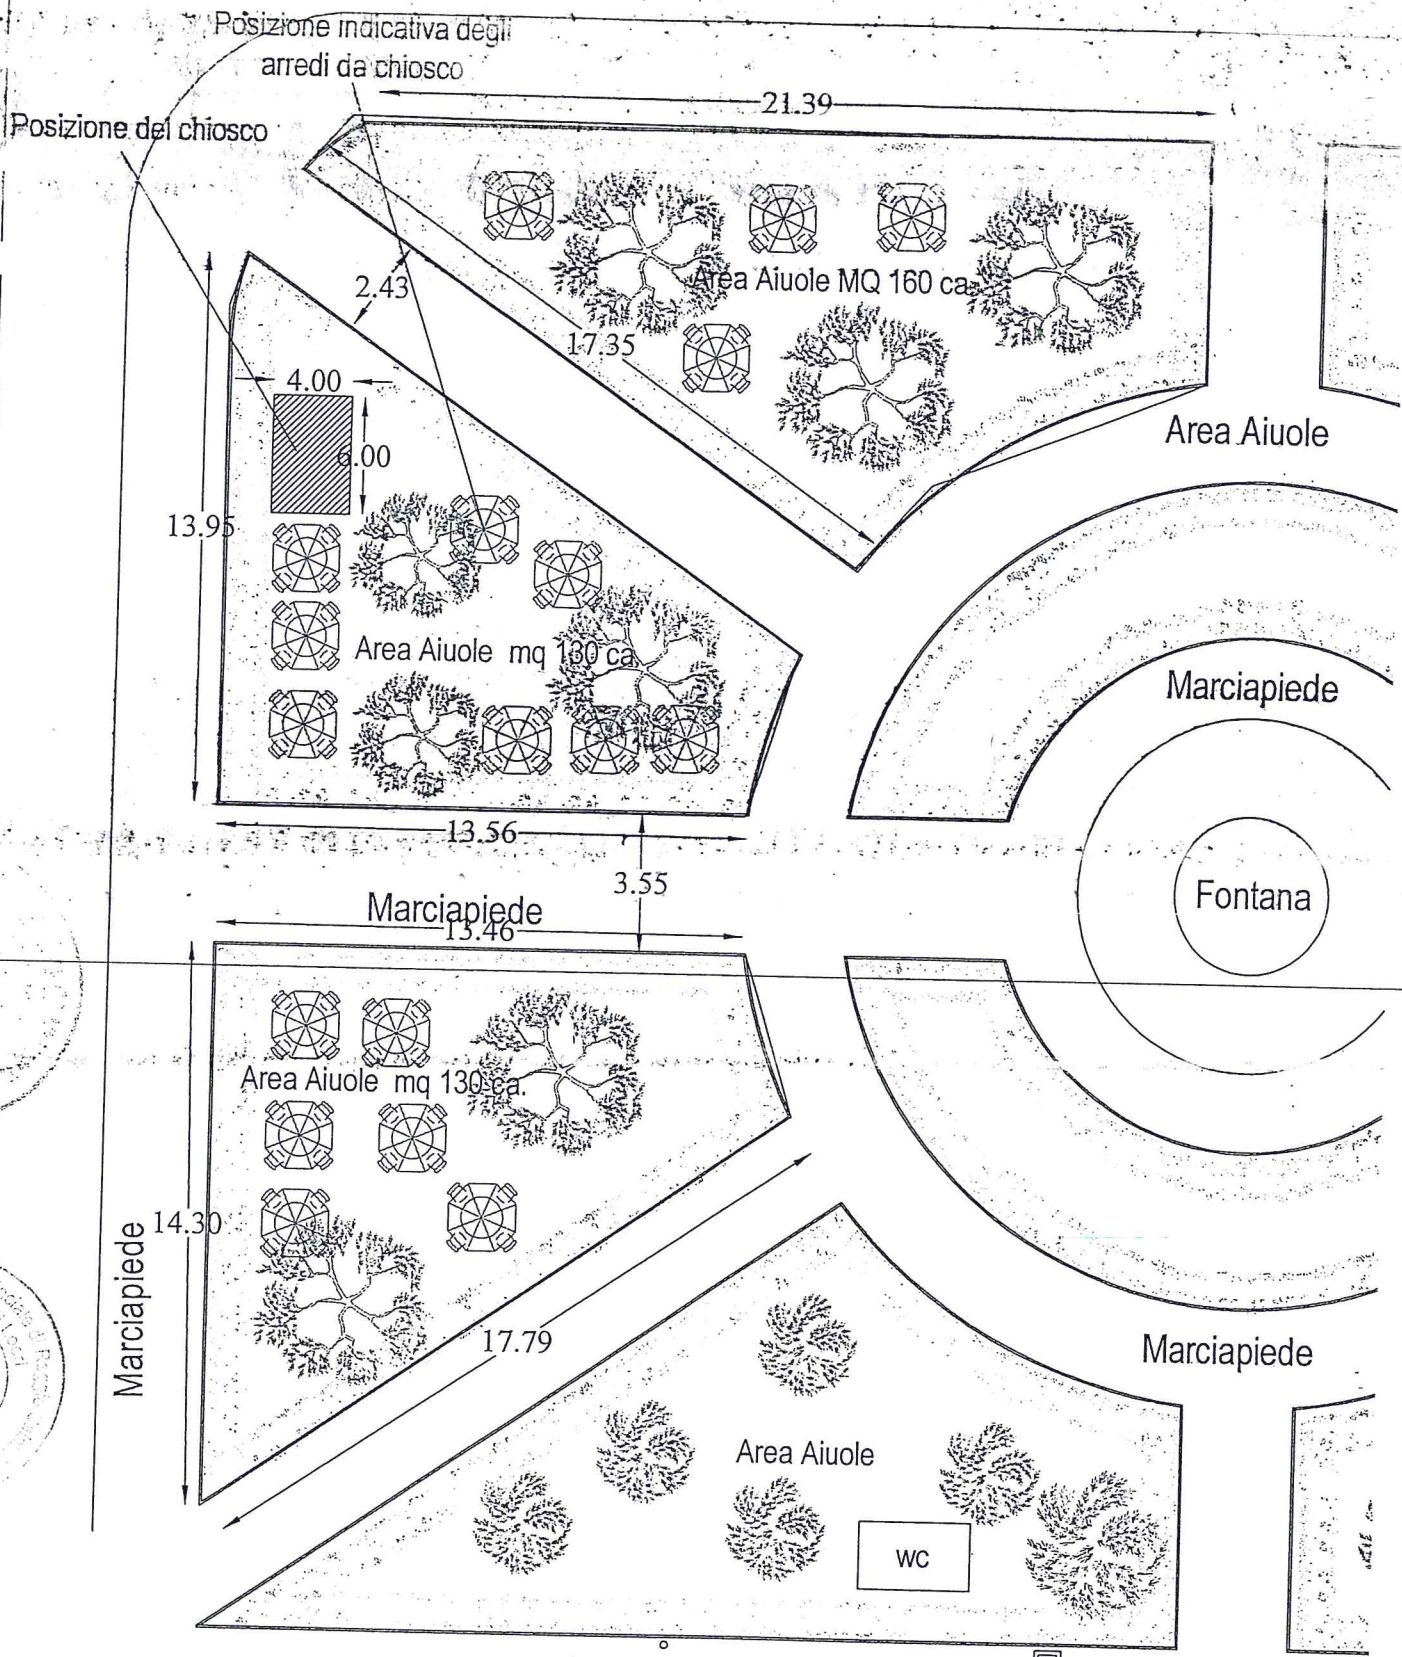 Posizione indicativa degli
arredi da chiosco
Posizione del chiosco
21.39
2.43
Area Aiuole MQ 160 ca.
17.35
4.00
6.00
13.95
Area Aiuole
Area Aiuole mq 130 ca.
Marciapiede
13.56
3.55
Fontana
Marciapiede
13.46
Area Aiuole mq 130 ca.
14.30
Marciapiede
17.79
Marciapiede
Area Aiuole
WC